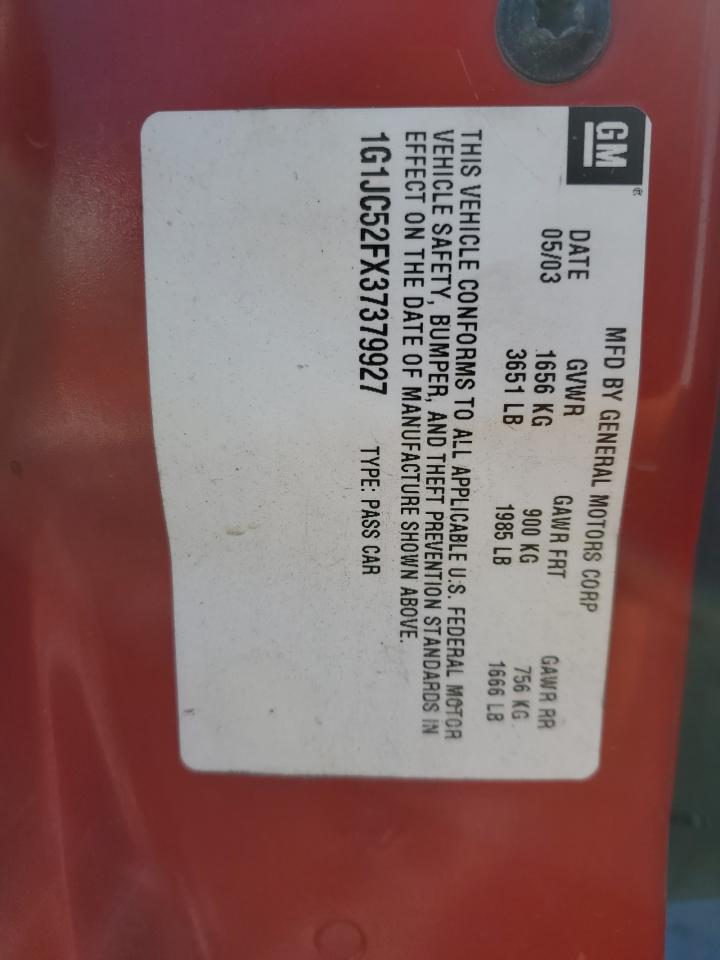 GM
MFD BY GENERAL MOTORS CORP
DATE GVWR GAWR FRT GAWR RR
05/03 1656 KG 900 KG 756 KG
3651 LB 1985 LB 1666 LB
THIS VEHICLE CONFORMS TO ALL APPLICABLE U.S. FEDERAL MOTOR
VEHICLE SAFETY, BUMPER, AND THEFT PREVENTION STANDARDS IN
EFFECT ON THE DATE OF MANUFACTURE SHOWN ABOVE.
1G1JC52FX37379927 TYPE: PASS CAR